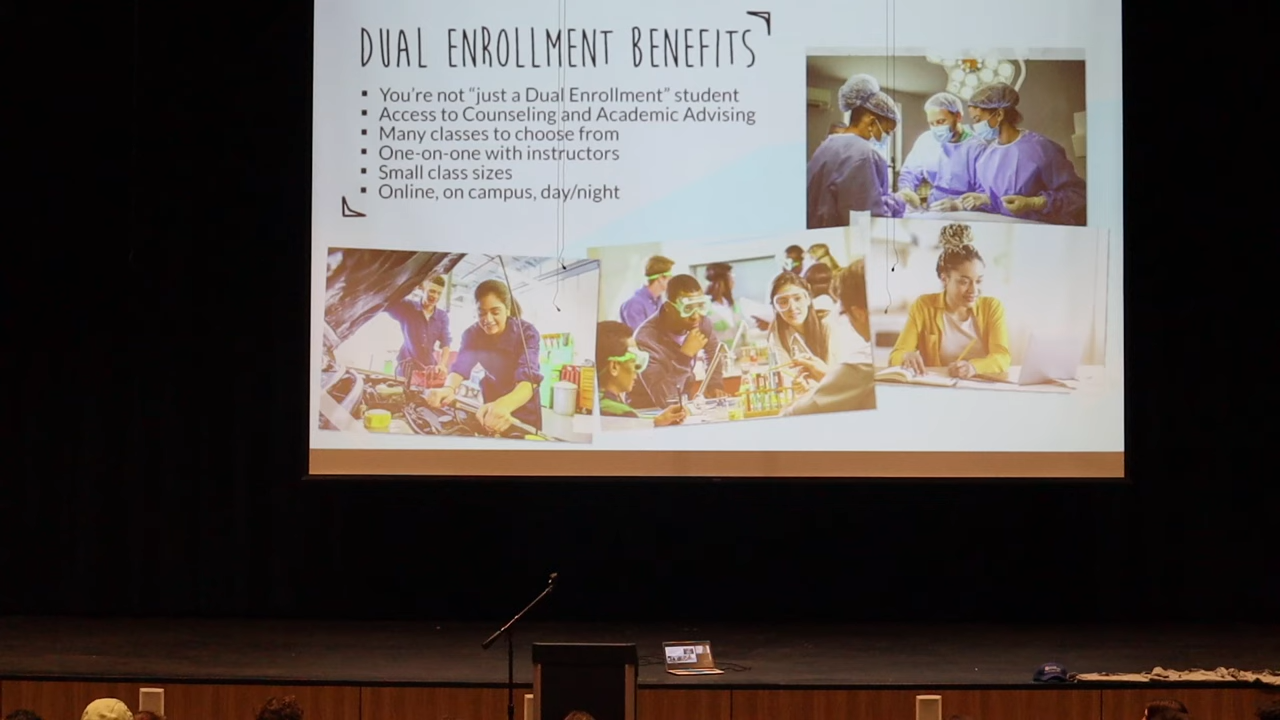 DUAL ENROLLMENT BENEFITS
▪ You're not “just a Dual Enrollment” student
▪ Access to Counseling and Academic Advising
▪ Many classes to choose from
▪ One-on-one with instructors
▪ Small class sizes
▪ Online, on campus, day/night